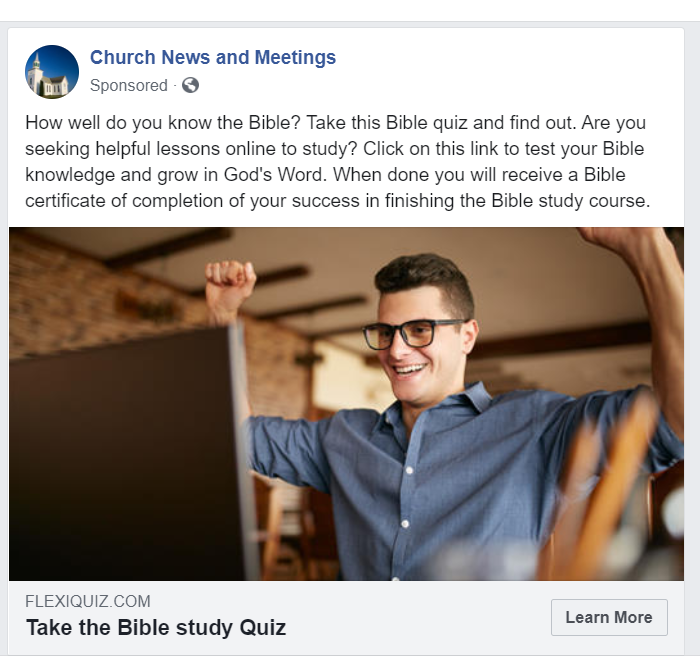 Church News and Meetings
Sponsored ·
How well do you know the Bible? Take this Bible quiz and find out. Are you
seeking helpful lessons online to study? Click on this link to test your Bible
knowledge and grow in God's Word. When done you will receive a Bible
certificate of completion of your success in finishing the Bible study course.
FLEXIQUIZ.COM
Take the Bible study Quiz
Learn More